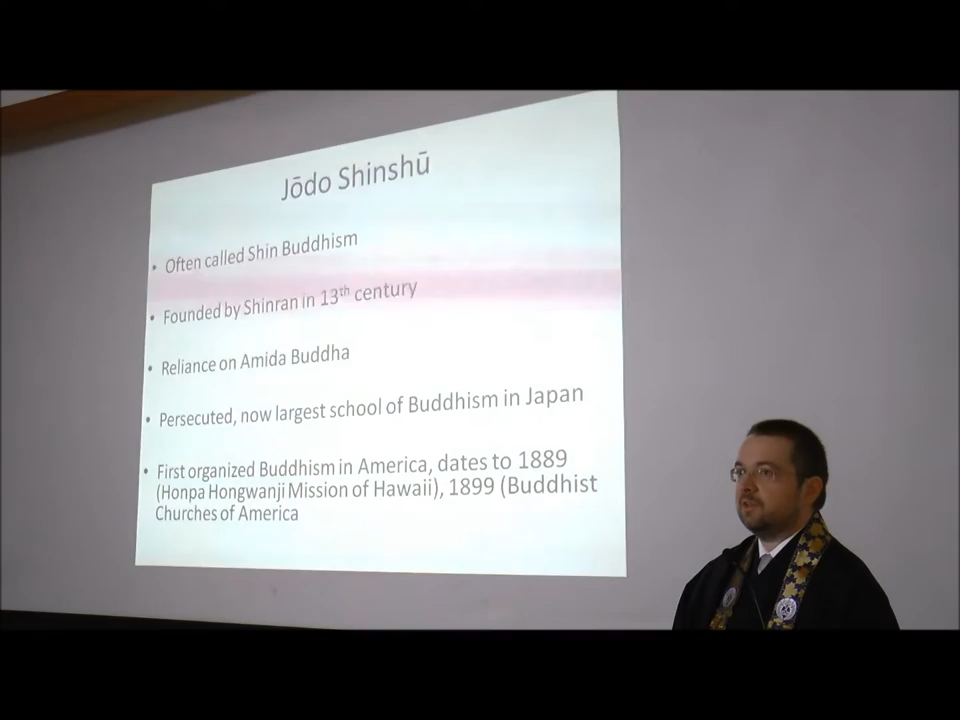 Jōdo Shinshū
• Often called Shin Buddhism
• Founded by Shinran in 13th century
• Reliance on Amida Buddha
• Persecuted, now largest school of Buddhism in Japan
• First organized Buddhism in America, dates to 1889
(Honpa Hongwanji Mission of Hawaii), 1899 (Buddhist
Churches of America